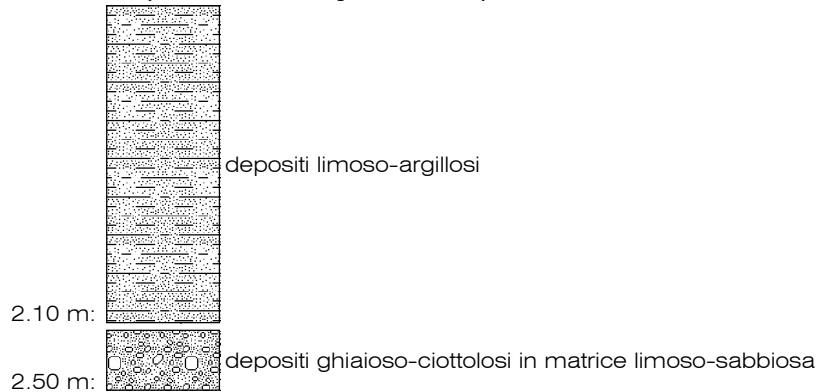 depositi limoso-argillosi
2.10 m:
depositi ghiaioso-ciottolosi in matrice limoso-sabbiosa
2.50 m: